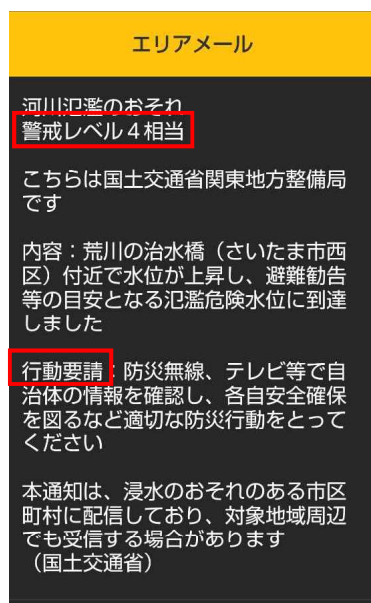 エリアメール
河川氾濫のおそれ
警戒レベル４相当
こちらは国土交通省関東地方整備局
です
内容：荒川の治水橋（さいたま市西
区）付近で水位が上昇し、避難勧告
等の目安となる氾濫危険水位に到達
しました
行動要請：防災無線、テレビ等で自
治体の情報を確認し、各自安全確保
を図るなど適切な防災行動をとって
ください
本通知は、浸水のおそれのある市区
町村に配信しており、対象地域周辺
でも受信する場合があります
（国土交通省）